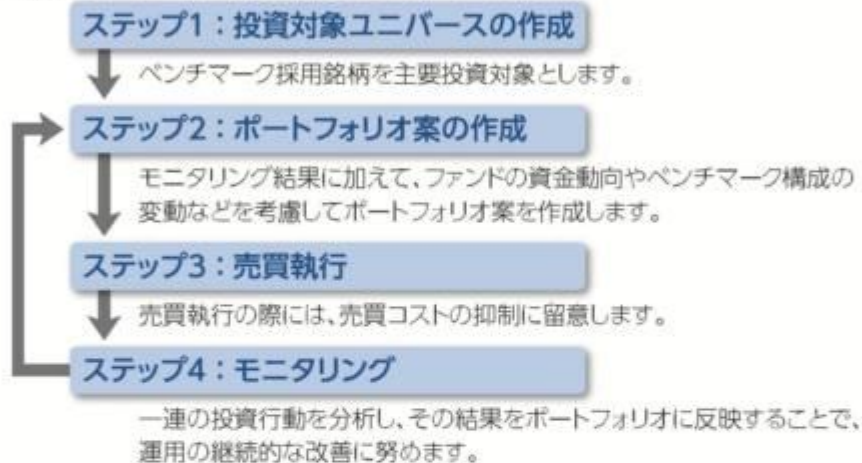 ステップ1：投資対象ユニバースの作成
ベンチマーク採用銘柄を主要投資対象とします。
ステップ2：ポートフォリオ案の作成
モニタリング結果に加えて、ファンドの資金動向やベンチマーク構成の
変動などを考慮してポートフォリオ案を作成します。
ステップ3：売買執行
売買執行の際には、売買コストの抑制に留意します。
ステップ4：モニタリング
一連の投資行動を分析し、その結果をポートフォリオに反映することで、
運用の継続的な改善に努めます。